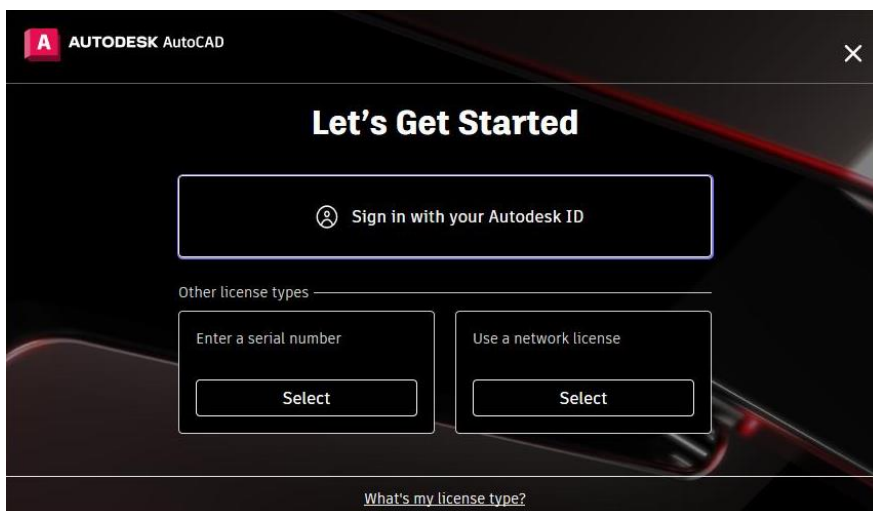 A AUTODESK AutoCAD
Let's Get Started
Sign in with your Autodesk ID
Other license types
Enter a serial number
Use a network license
Select
Select
What's my license type?